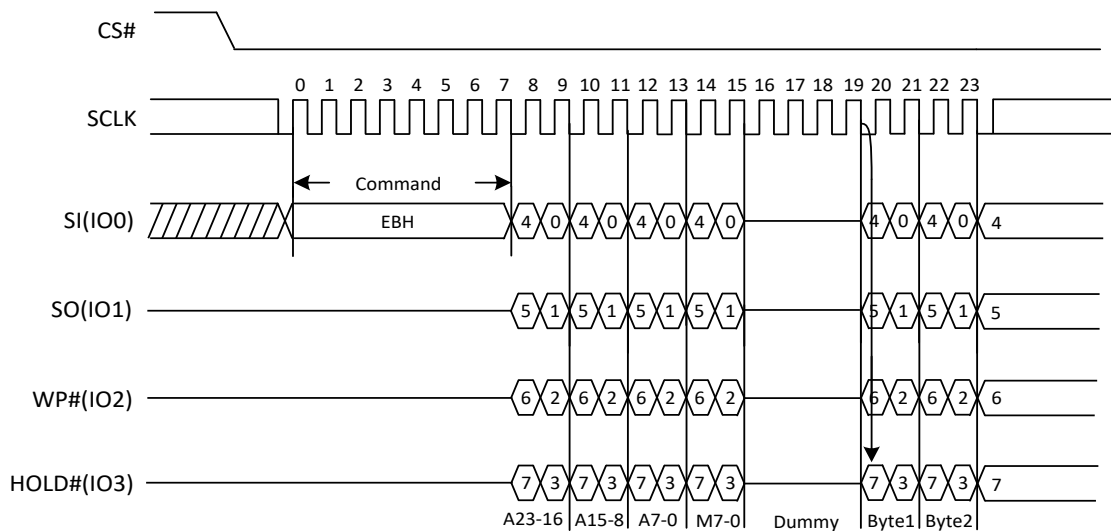 CS#
0 1 2 3 4 5 6 7 8 9 10 11 12 13 14 15 16 17 18 19 20 21 22 23
SCLK
Command
SI(IO0) EBH 4 0 4 0 4 0 4 0 4 0 4 0 4
SO(IO1) 5 1 5 1 5 1 5 1 5 1 5 1 5
WP#(IO2) 6 2 6 2 6 2 6 2 6 2 6 2 6
HOLD#(IO3) 7 3 7 3 7 3 7 3 7 3 7 3 7
A23-16 A15-8 A7-0 M7-0 Dummy Byte1 Byte2